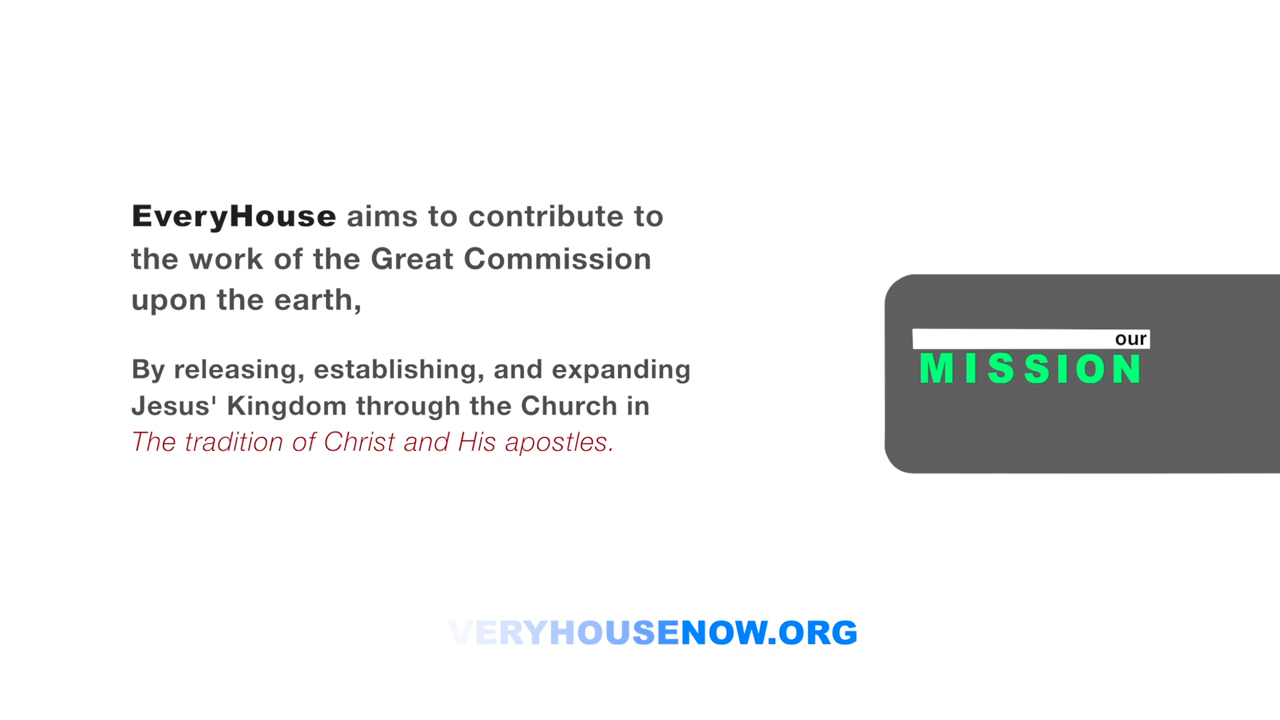 EveryHouse aims to contribute to
the work of the Great Commission
upon the earth,
By releasing, establishing, and expanding
Jesus' Kingdom through the Church in
The tradition of Christ and His apostles.
our
MISSION
VERYHOUSENOW.ORG